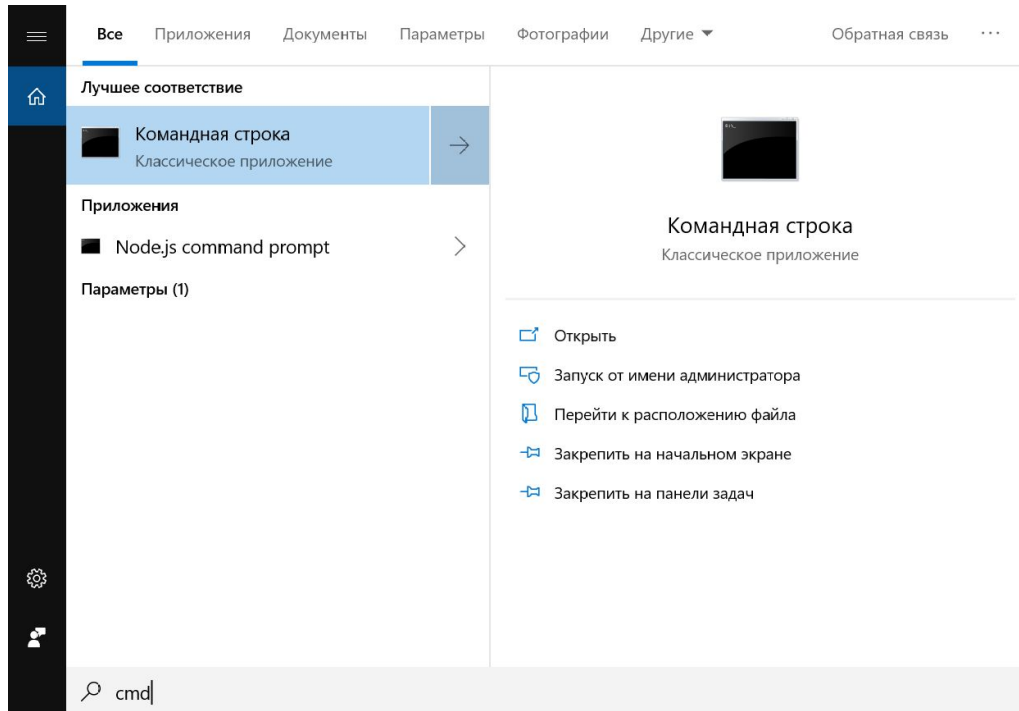 Все Приложения Документы Параметры Фотографии Другие Обратная связь ...
Лучшее соответствие
Командная строка
Классическое приложение
Приложения
Node.js command prompt
Параметры (1)
Командная строка
Классическое приложение
Открыть
Запуск от имени администратора
Перейти к расположению файла
Закрепить на начальном экране
Закрепить на панели задач
cmd